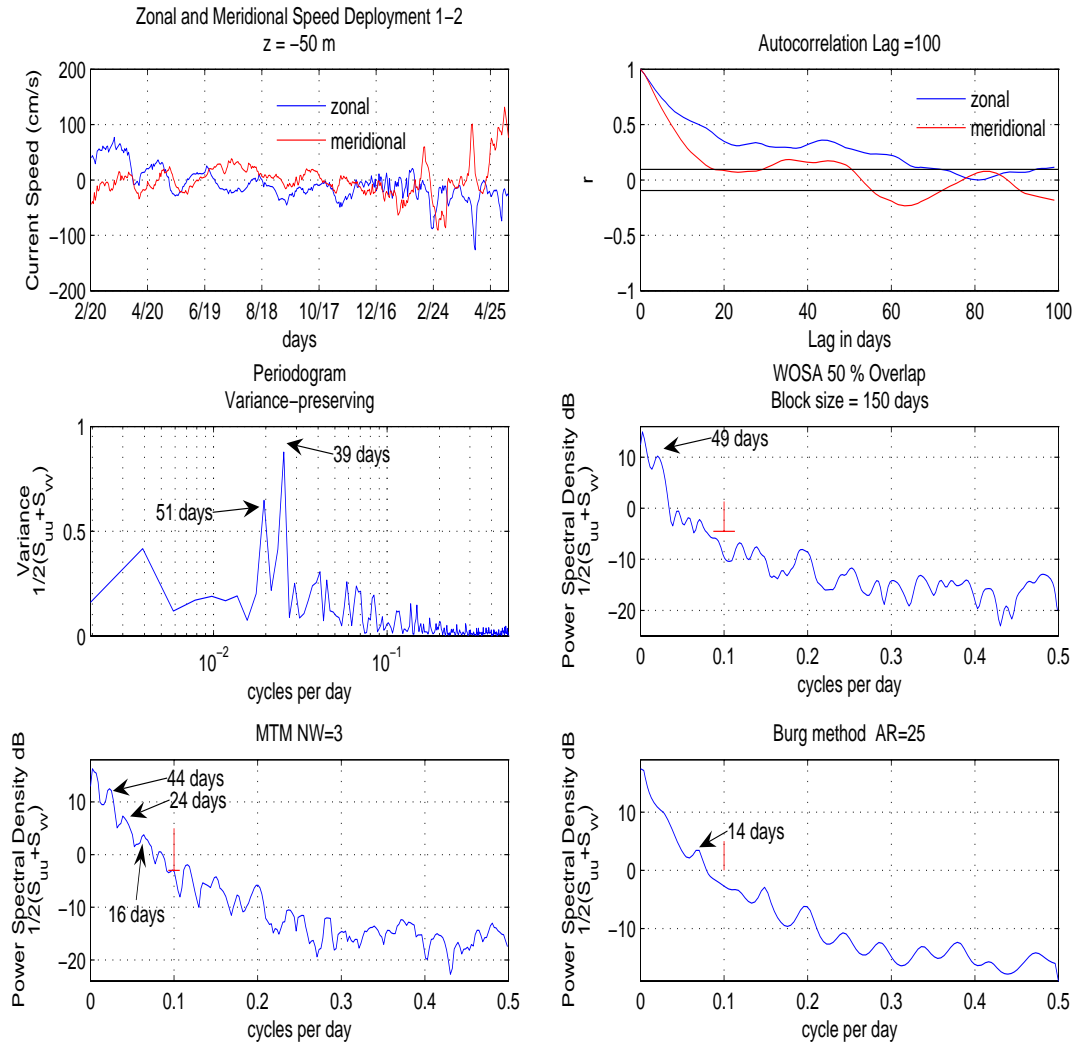 Zonal and Meridional Speed Deployment 1−2
z = −50 m
Current Speed (cm/s)
200
100
0
−100
−200
zonal
meridional
2/20 4/20 6/19 8/18 10/17 12/16 2/24 4/25
days
Autocorrelation Lag =100
r
1
0.5
0
−0.5
−1
zonal
meridional
0 20 40 60 80 100
Lag in days
Periodogram
Variance−preserving
Variance
1/2(S_uu+S_vv)
1
0.5
0
39 days
51 days
10^−2 10^−1
cycles per day
WOSA 50 % Overlap
Block size = 150 days
Power Spectral Density dB
1/2(S_uu+S_vv)
10
0
−10
−20
49 days
0 0.1 0.2 0.3 0.4 0.5
cycles per day
MTM NW=3
Power Spectral Density dB
1/2(S_uu+S_vv)
10
0
−10
−20
44 days
24 days
16 days
0 0.1 0.2 0.3 0.4 0.5
cycles per day
Burg method AR=25
Power Spectral Density dB
1/2(S_uu+S_vv)
10
0
−10
14 days
0 0.1 0.2 0.3 0.4 0.5
cycle per day